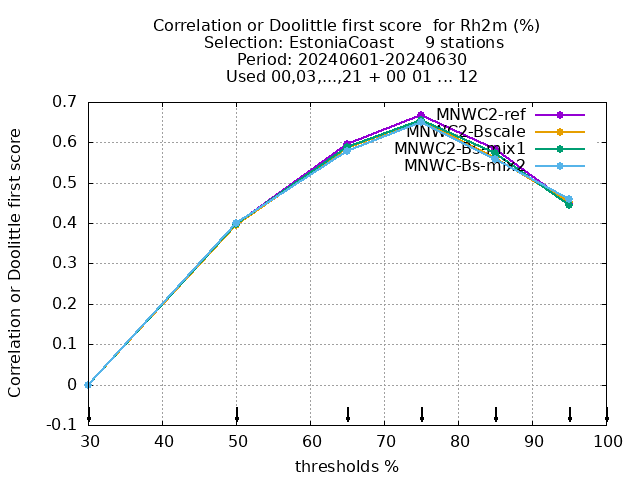 Correlation or Doolittle first score  for Rh2m (%)
Selection: EstoniaCoast      9 stations
Period: 20240601-20240630
Used 00,03,...,21 + 00 01 ... 12
MNWC2-ref
MNWC2-Bscale
MNWC2-Bs-mix1
MNWC-Bs-mix2
Correlation or Doolittle first score
0.7
0.6
0.5
0.4
0.3
0.2
0.1
0
-0.1
30 40 50 60 70 80 90 100
thresholds %